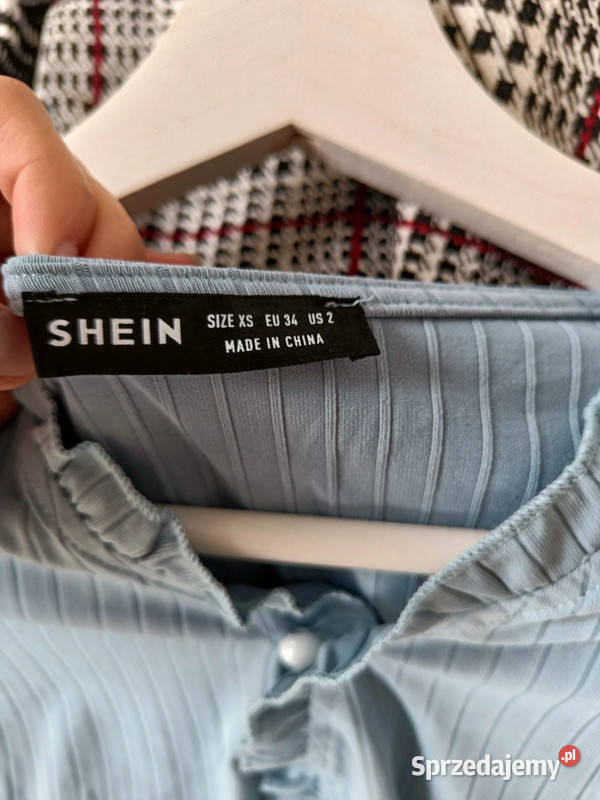 SHEIN
SIZE XS EU 34 US 2
MADE IN CHINA
Sprzedajemy.pl